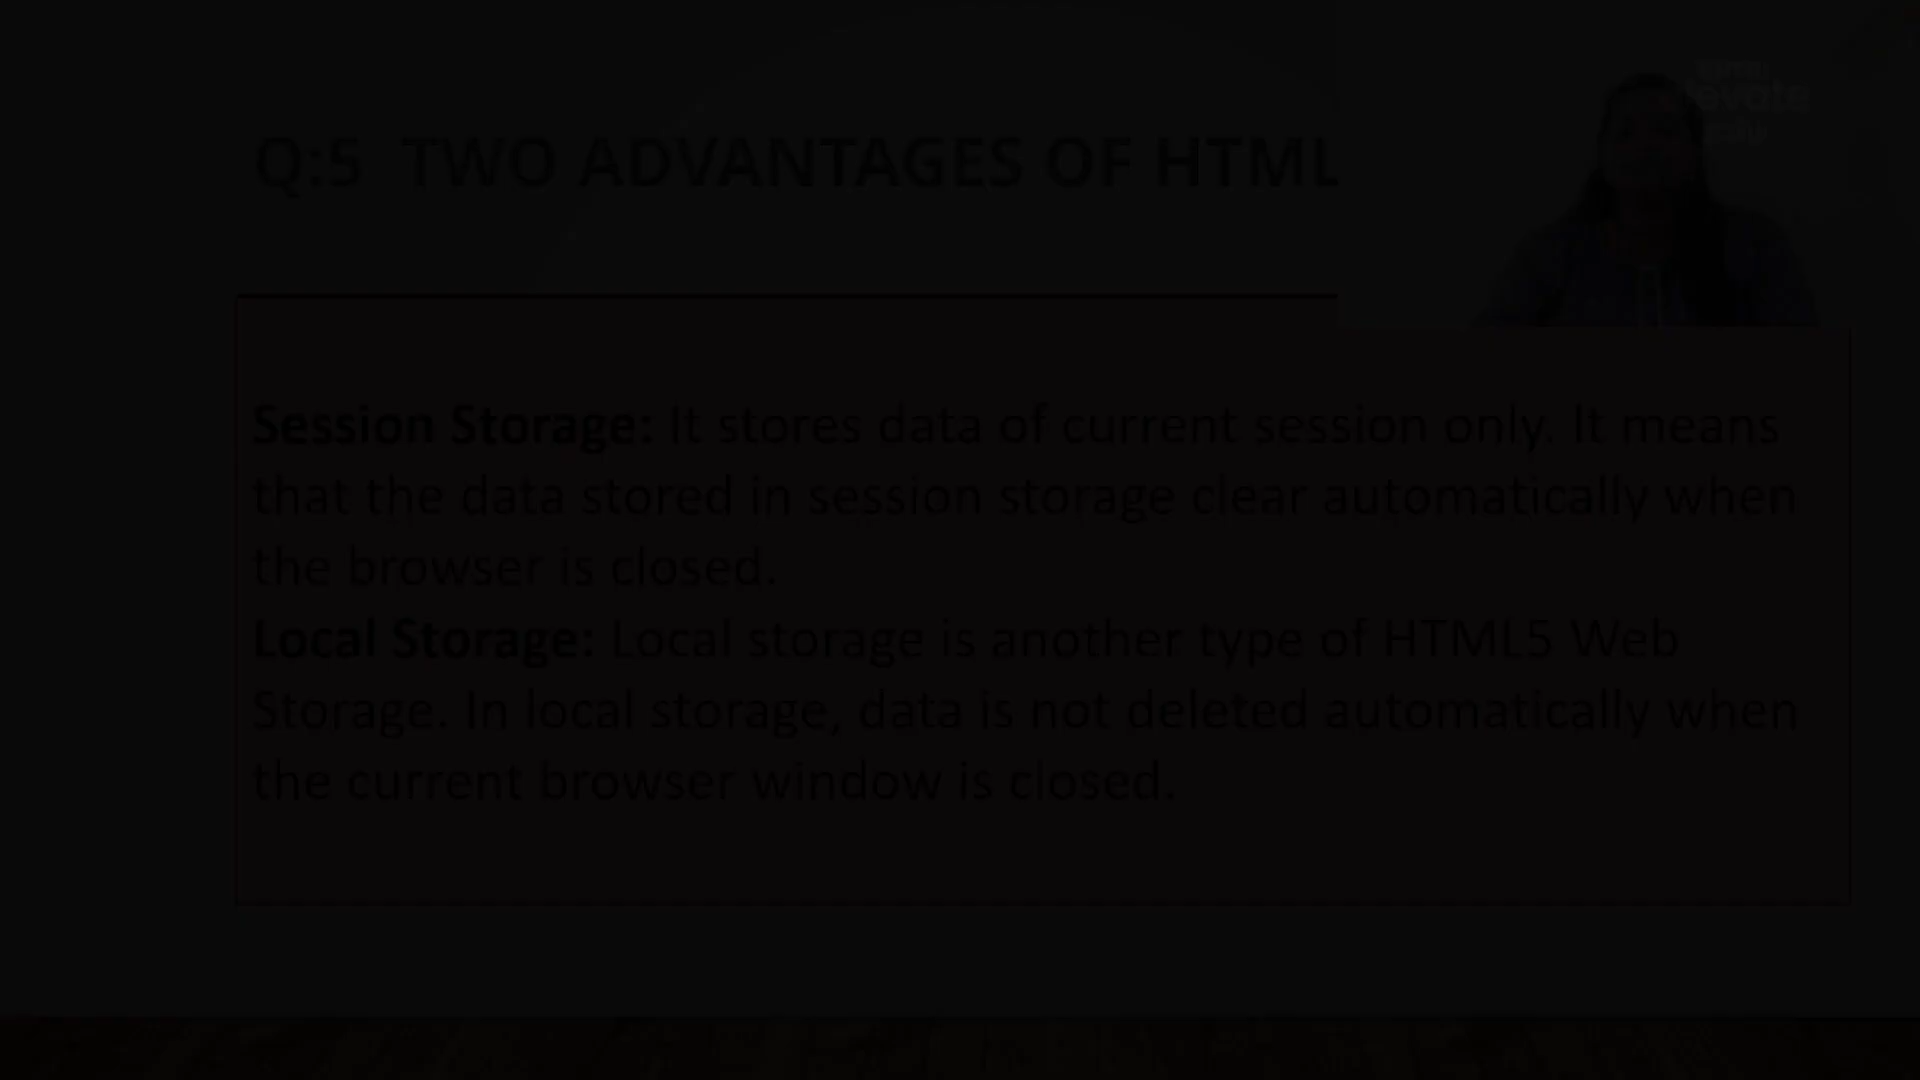 Q:5 TWO ADVANTAGES OF HTML
Session Storage: It stores data of current session only. It means
that the data stored in session storage clear automatically when
the browser is closed.
Local Storage: Local storage is another type of HTML5 Web
Storage. In local storage, data is not deleted automatically when
the current browser window is closed.